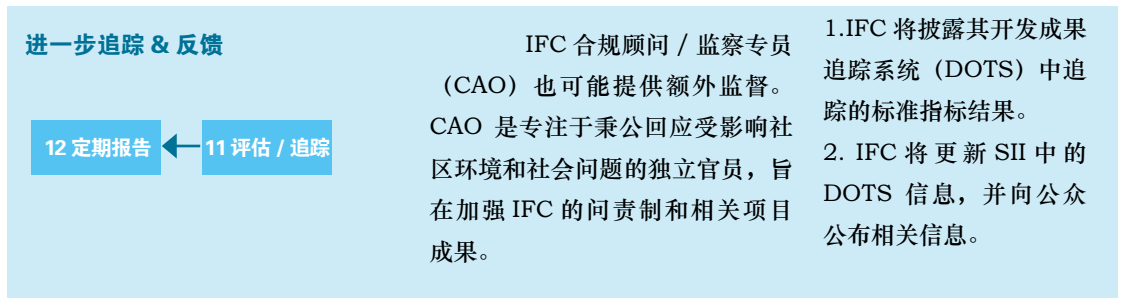 进一步追踪 & 反馈
12 定期报告
11 评估 / 追踪
IFC 合规顾问 / 监察专员
（CAO）也可能提供额外监督。
CAO 是专注于秉公回应受影响社
区环境和社会问题的独立官员，旨
在加强 IFC 的问责制和相关项目
成果。
1.IFC 将披露其开发成果
追踪系统（DOTS）中追
踪的标准指标结果。
2. IFC 将更新 SII 中的
DOTS 信息，并向公众
公布相关信息。